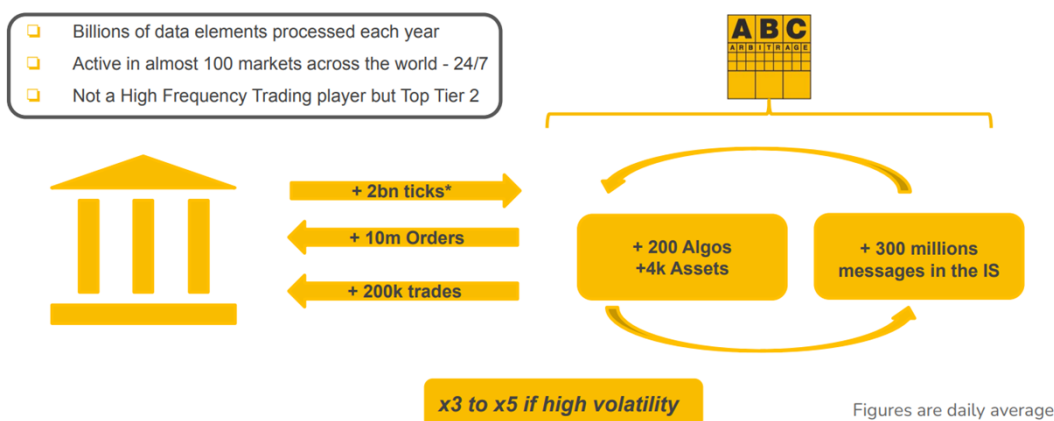 Billions of data elements processed each year
Active in almost 100 markets across the world - 24/7
Not a High Frequency Trading player but Top Tier 2
ABC
ARBITRAGE
+ 2bn ticks*
+ 10m Orders
+ 200k trades
+ 200 Algos
+4k Assets
+ 300 millions
messages in the IS
x3 to x5 if high volatility
Figures are daily average